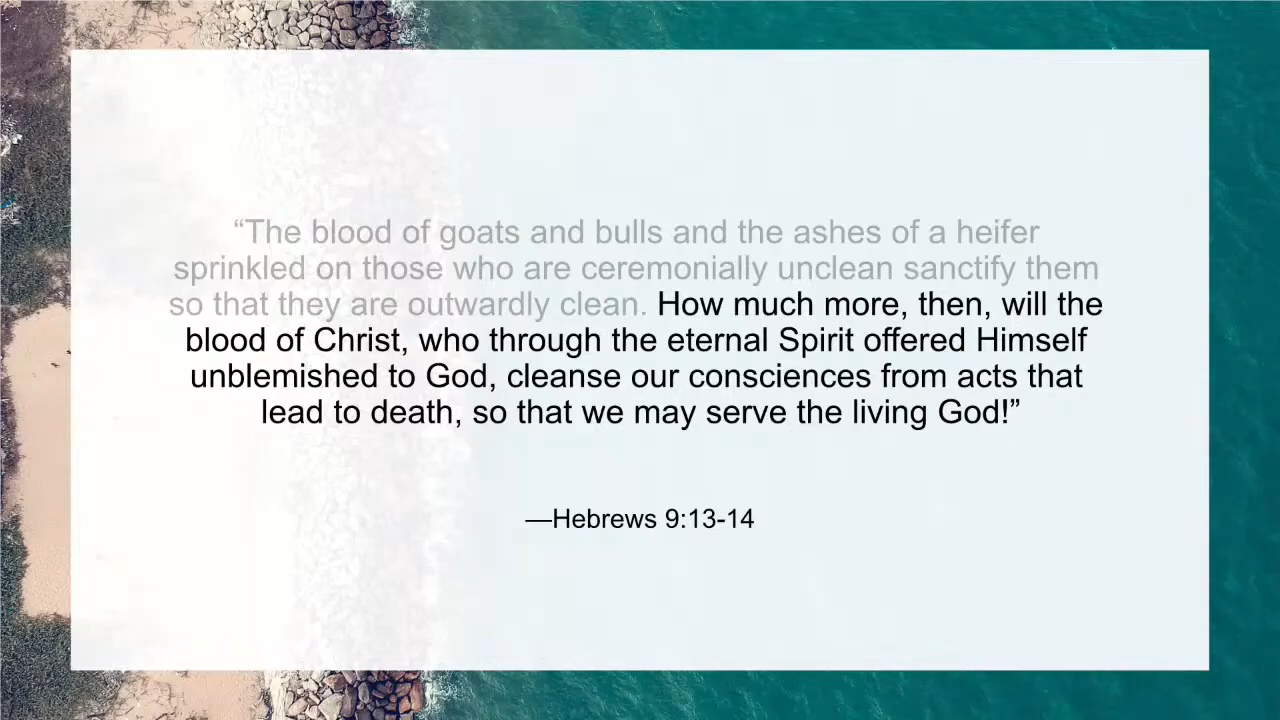 “The blood of goats and bulls and the ashes of a heifer
sprinkled on those who are ceremonially unclean sanctify them
so that they are outwardly clean. How much more, then, will the
blood of Christ, who through the eternal Spirit offered Himself
unblemished to God, cleanse our consciences from acts that
lead to death, so that we may serve the living God!”
—Hebrews 9:13-14